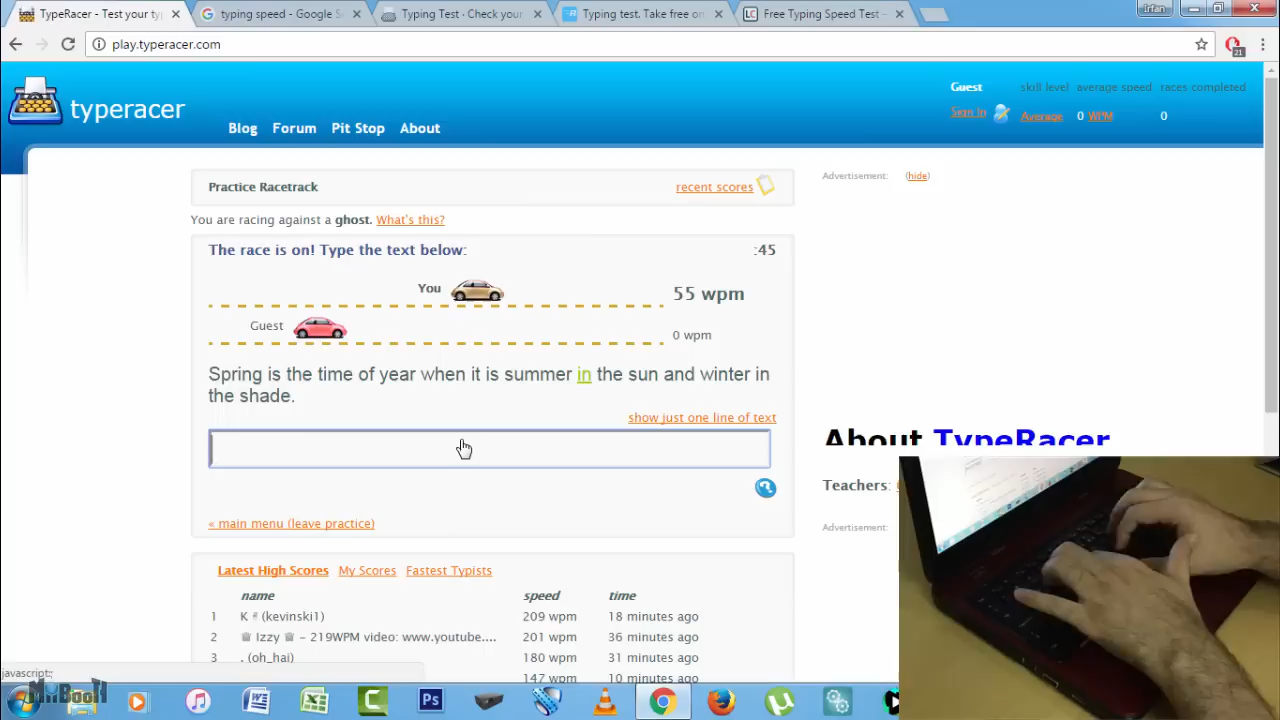 TypeRacer - Test your ty
typing speed - Google S
Typing Test - Check your
Typing test. Take free on
Free Typing Speed Test -
Irfan
play.typeracer.com
21
typeracer
Guest skill level average speed races completed
Sign In Average 0 WPM 0
Blog Forum Pit Stop About
Practice Racetrack
recent scores
Advertisement: (hide)
You are racing against a ghost. What's this?
The race is on! Type the text below:
:45
You
55 wpm
Guest
0 wpm
Spring is the time of year when it is summer in the sun and winter in
the shade.
show just one line of text
About TypeRacer
Teachers:
« main menu (leave practice)
Advertisement:
Latest High Scores My Scores Fastest Typists
name speed time
1 K (kevinski1) 209 wpm 18 minutes ago
2 Izzy – 219WPM video: www.youtube.... 201 wpm 36 minutes ago
3 . (oh_hai) 180 wpm 31 minutes ago
147 wpm 10 minutes ago
javascript:;
Ps